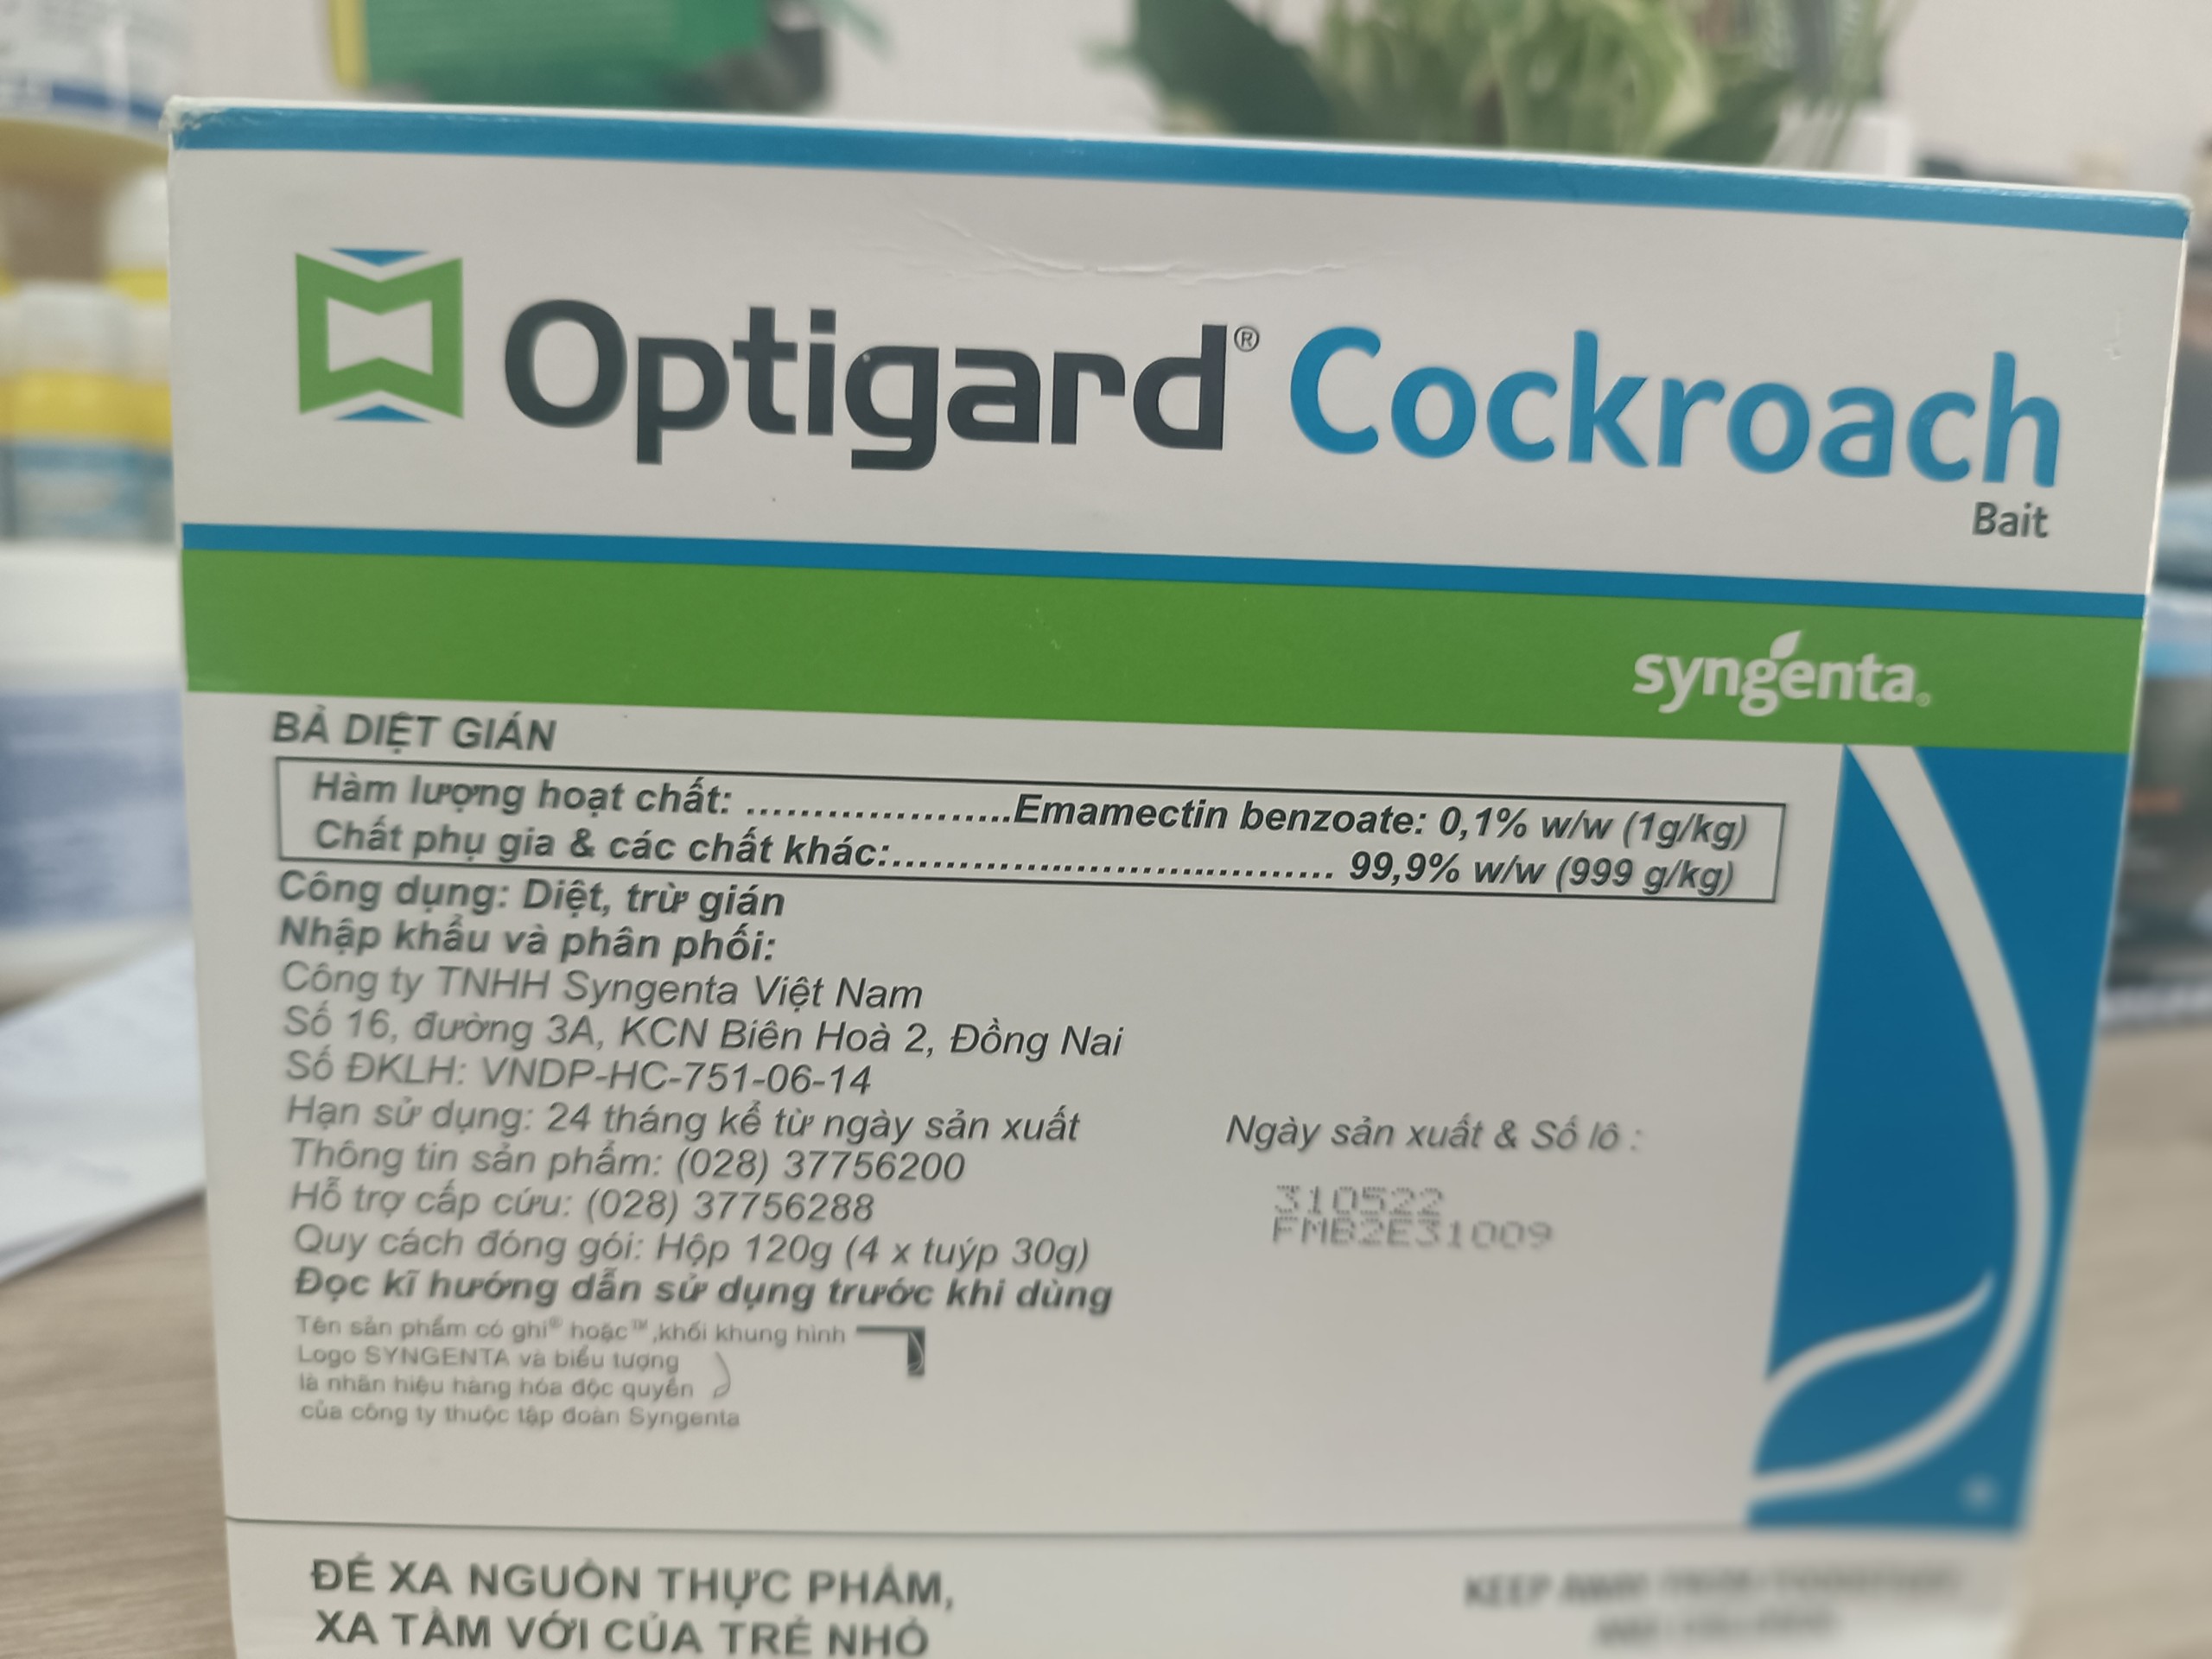 Optigard® Cockroach
Bait
syngenta
BẢ DIỆT GIÁN
Hàm lượng hoạt chất: .....................Emamectin benzoate: 0,1% w/w (1g/kg)
Chất phụ gia & các chất khác:.................................. 99,9% w/w (999 g/kg)
Công dụng: Diệt, trừ gián
Nhập khẩu và phân phối:
Công ty TNHH Syngenta Việt Nam
Số 16, đường 3A, KCN Biên Hoà 2, Đồng Nai
Số ĐKLH: VNDP-HC-751-06-14
Hạn sử dụng: 24 tháng kể từ ngày sản xuất
Thông tin sản phẩm: (028) 37756200
Hỗ trợ cấp cứu: (028) 37756288
Quy cách đóng gói: Hộp 120g (4 x tuýp 30g)
Đọc kĩ hướng dẫn sử dụng trước khi dùng
Ngày sản xuất & Số lô :
310522
FMB2E31009
Tên sản phẩm có ghi® hoặc™,khối khung hình
Logo SYNGENTA và biểu tượng
là nhãn hiệu hàng hóa độc quyền
của công ty thuộc tập đoàn Syngenta
ĐỂ XA NGUỒN THỰC PHẨM,
XA TẦM VỚI CỦA TRẺ NHỎ
KEEP AWAY